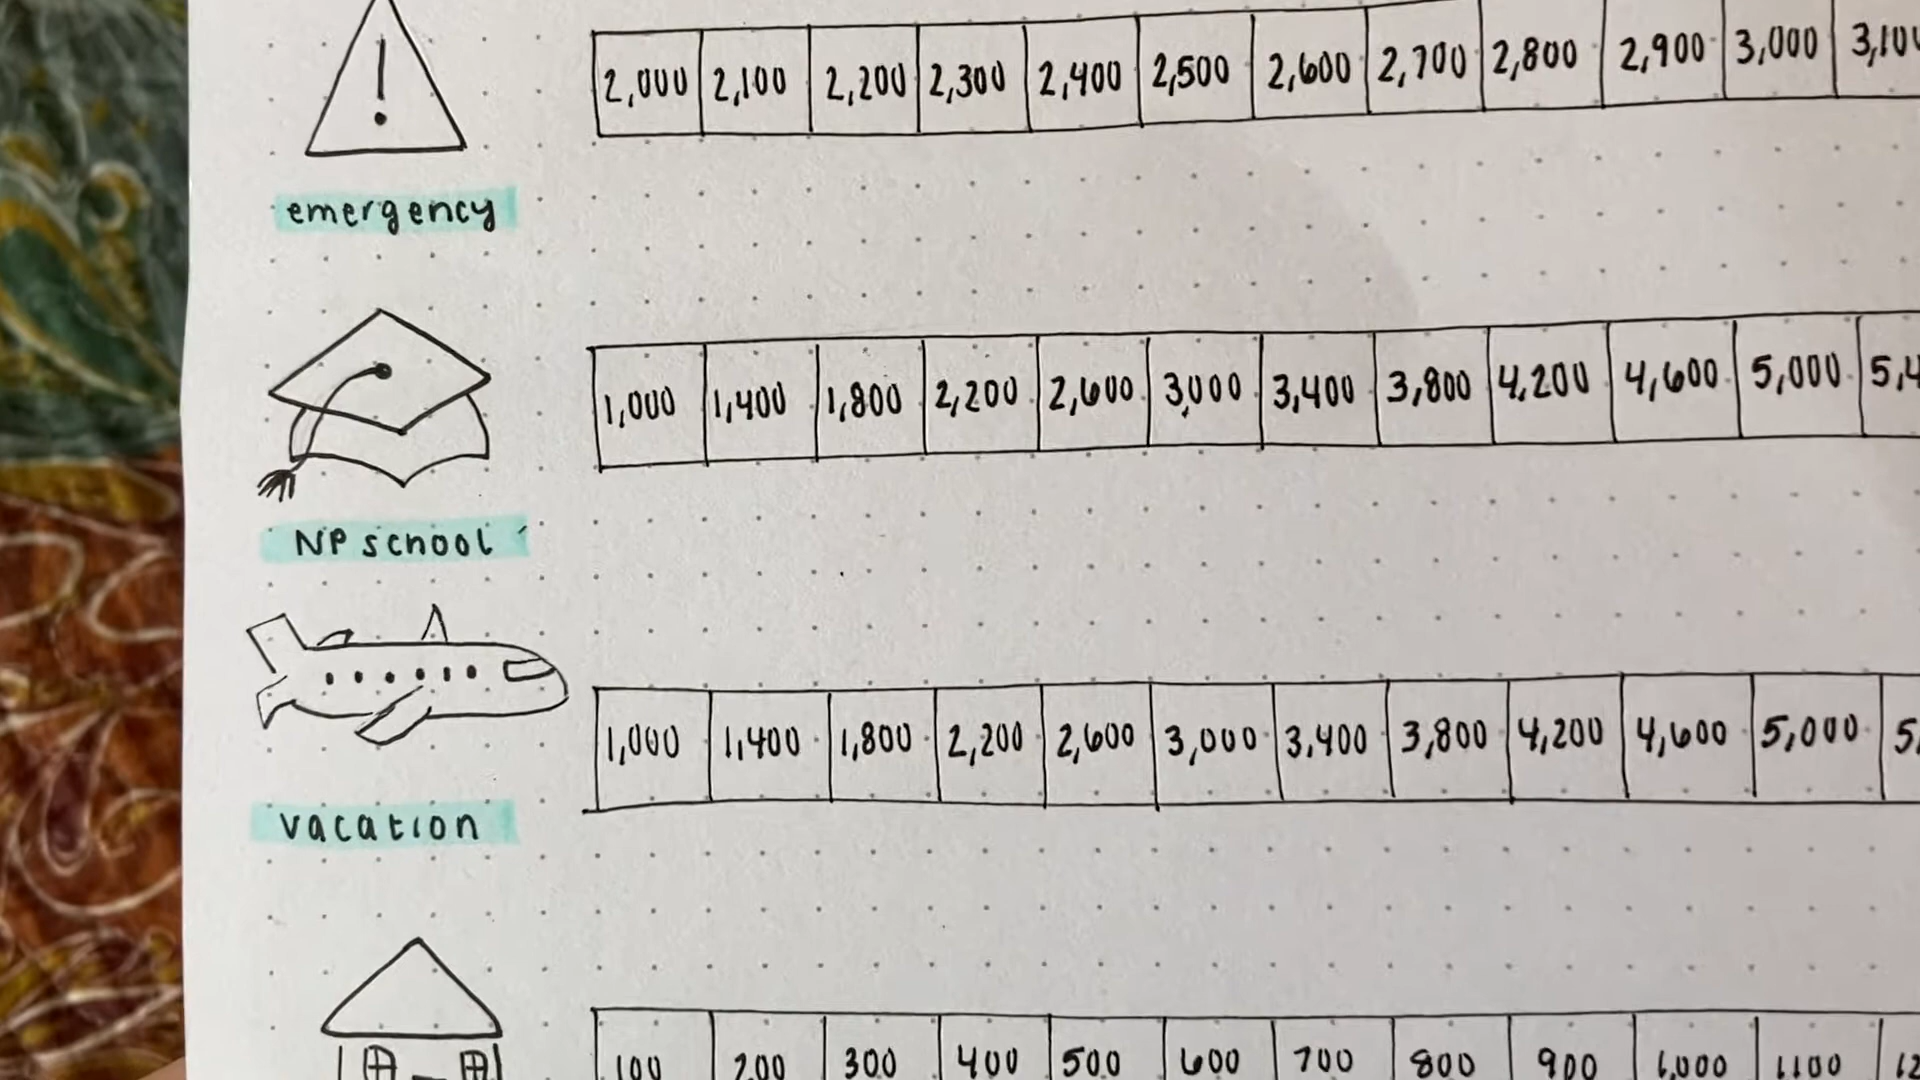 ! 2,000 2,100 2,200 2,300 2,400 2,500 2,600 2,700 2,800 2,900 3,000
emergency
1,000 1,400 1,800 2,200 2,600 3,000 3,400 3,800 4,200 4,600 5,000
NP school
1,000 1,400 1,800 2,200 2,600 3,000 3,400 3,800 4,200 4,600 5,000
vacation
100 200 300 400 500 600 700 800 900 1,000 1100